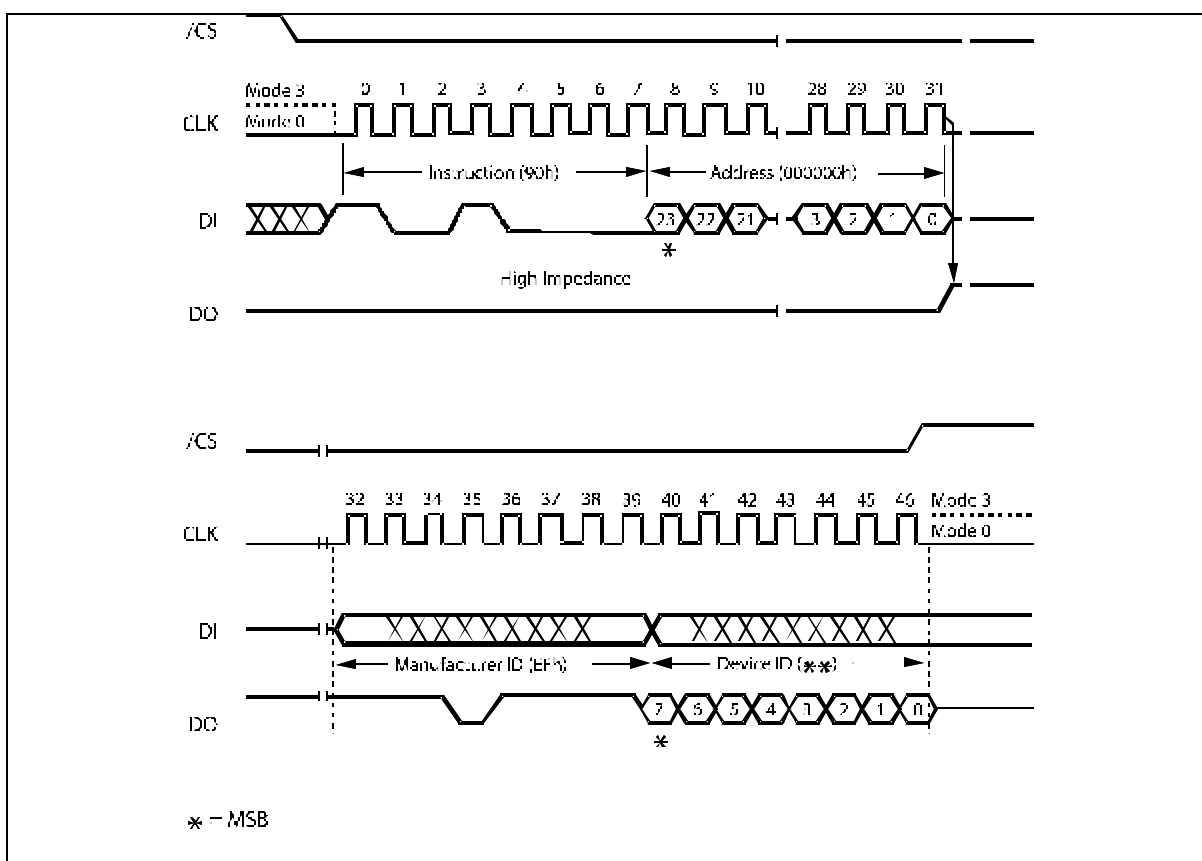 /CS
Mode 3
0 1 2 3 4 5 6 7 8 9 10 28 29 30 31
CLK
Mode 0
Instruction (90h)
Address (000000h)
DI
23 22 21 3 2 1 0
*
High Impedance
DO
/CS
32 33 34 35 36 37 38 39 40 41 42 43 44 45 46
Mode 3
CLK
Mode 0
DI
Manufacturer ID (EFh)
Device ID (**)
DO
7 6 5 4 3 2 1 0
*
* = MSB